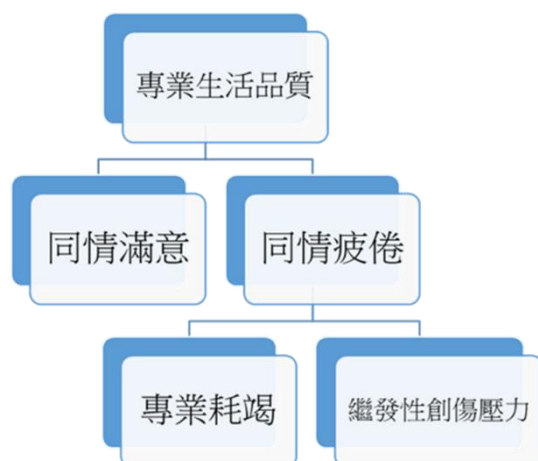 專業生活品質
同情滿意
同情疲倦
專業耗竭
繼發性創傷壓力